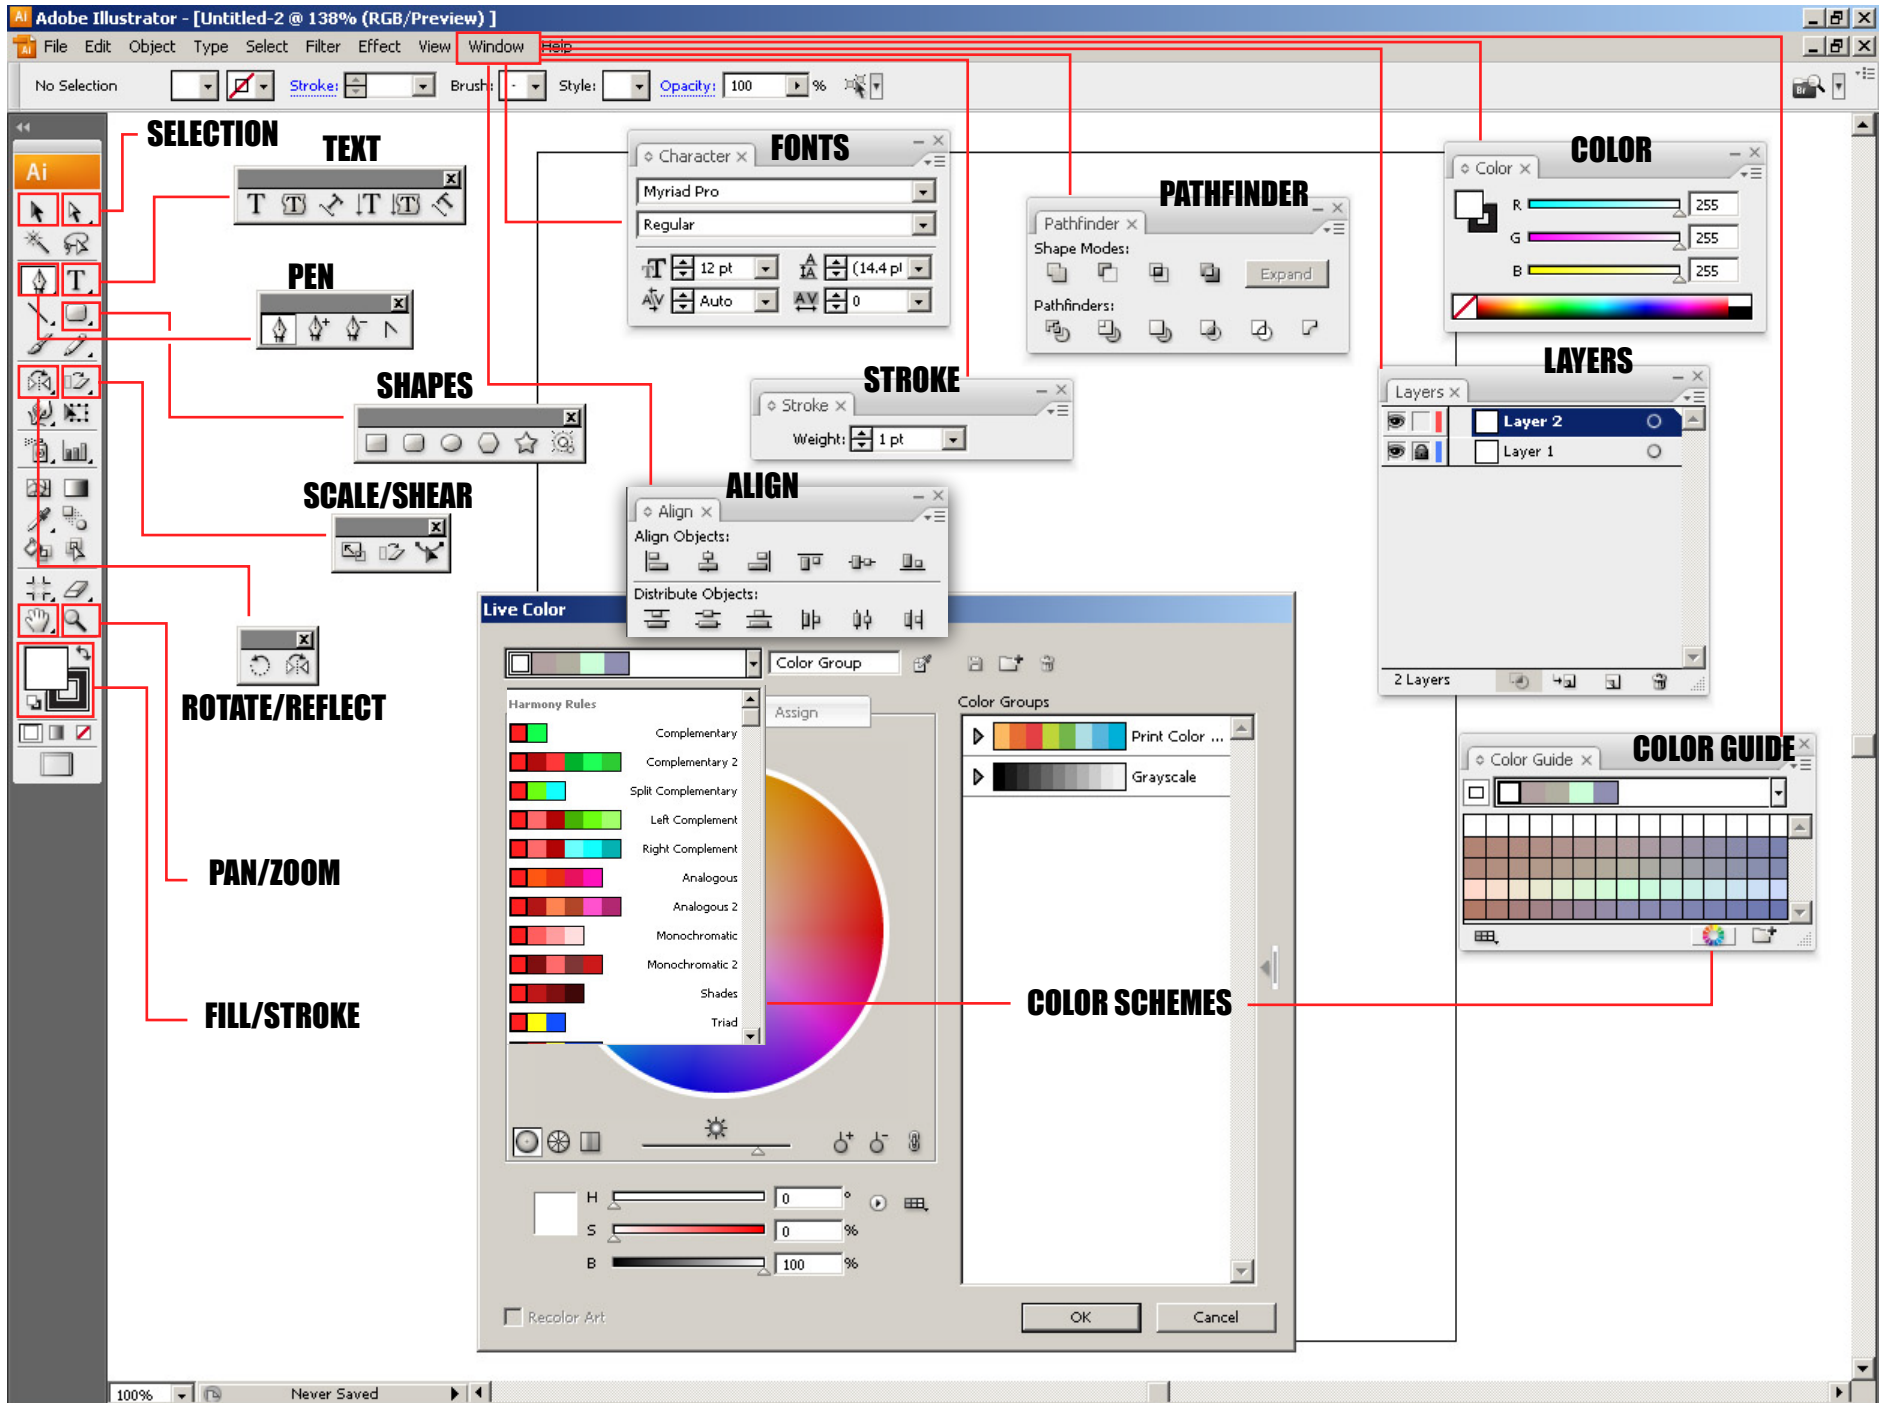 Adobe Illustrator - [Untitled-2 @ 138% (RGB/Preview) ]
File Edit Object Type Select Filter Effect View Window Help
No Selection Stroke: Brush: Style: Opacity: 100 %
Br
Ai
SELECTION
TEXT
PEN
SHAPES
SCALE/SHEAR
ROTATE/REFLECT
PAN/ZOOM
FILL/STROKE
FONTS
Character
Myriad Pro
Regular
12 pt (14.4 pt
Auto 0
PATHFINDER
Pathfinder
Shape Modes:
Expand
Pathfinders:
COLOR
Color
R 255
G 255
B 255
STROKE
Stroke
Weight: 1 pt
LAYERS
Layers
Layer 2
Layer 1
2 Layers
ALIGN
Align
Align Objects:
Distribute Objects:
COLOR GUIDE
Color Guide
COLOR SCHEMES
Live Color
Color Group
Harmony Rules
Assign
Complementary
Complementary 2
Split Complementary
Left Complement
Right Complement
Analogous
Analogous 2
Monochromatic
Monochromatic 2
Shades
Triad
Color Groups
Print Color ...
Grayscale
H 0 °
S 0 %
B 100 %
Recolor Art
OK Cancel
100% Never Saved